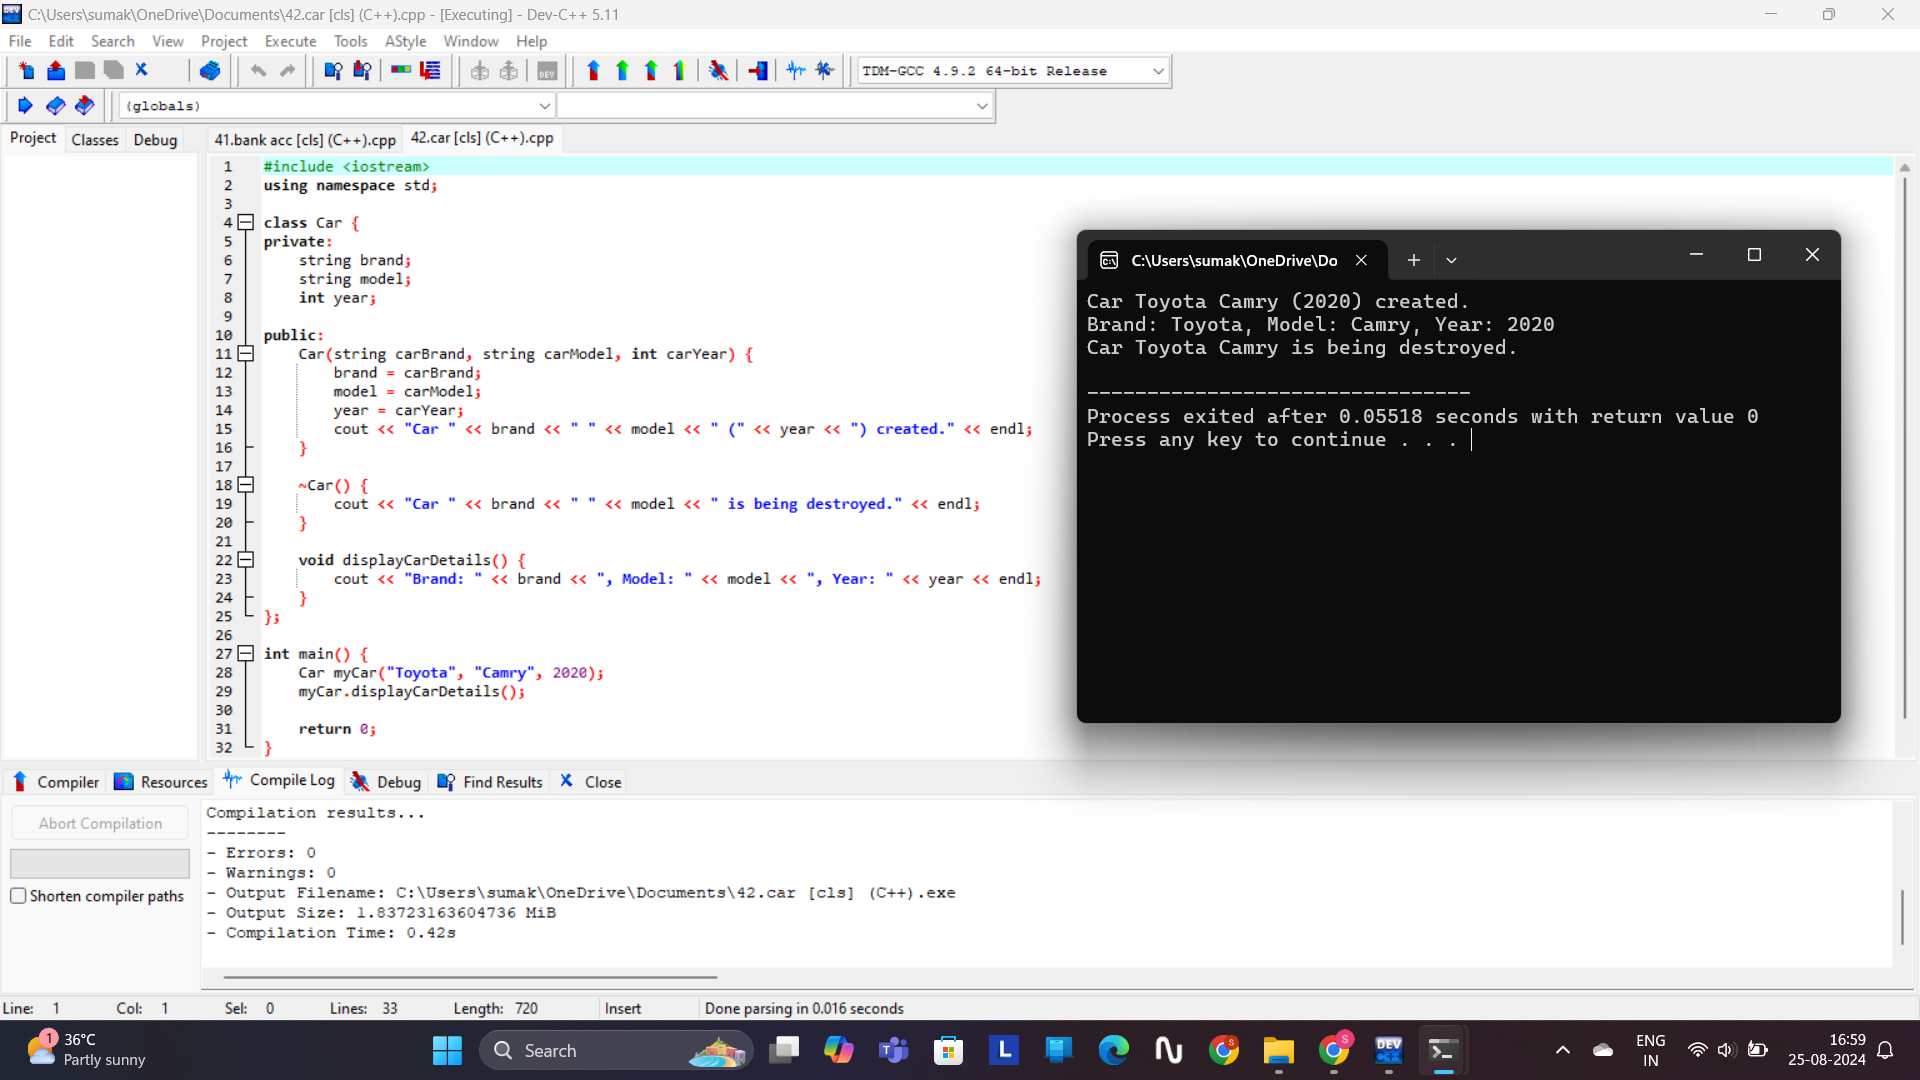 C:\Users\sumak\OneDrive\Documents\42.car [cls] (C++).cpp - [Executing] - Dev-C++ 5.11
File Edit Search View Project Execute Tools AStyle Window Help
TDM-GCC 4.9.2 64-bit Release
(globals)
Project Classes Debug
41.bank acc [cls] (C++).cpp 42.car [cls] (C++).cpp
1 #include <iostream>
2 using namespace std;
3
4 class Car {
5 private:
6 string brand;
7 string model;
8 int year;
9
10 public:
11 Car(string carBrand, string carModel, int carYear) {
12 brand = carBrand;
13 model = carModel;
14 year = carYear;
15 cout << "Car " << brand << " " << model << " (" << year << ") created." << endl;
16 }
17
18 ~Car() {
19 cout << "Car " << brand << " " << model << " is being destroyed." << endl;
20 }
21
22 void displayCarDetails() {
23 cout << "Brand: " << brand << ", Model: " << model << ", Year: " << year << endl;
24 }
25 };
26
27 int main() {
28 Car myCar("Toyota", "Camry", 2020);
29 myCar.displayCarDetails();
30
31 return 0;
32 }
C:\Users\sumak\OneDrive\Do
Car Toyota Camry (2020) created.
Brand: Toyota, Model: Camry, Year: 2020
Car Toyota Camry is being destroyed.
--------------------------------
Process exited after 0.05518 seconds with return value 0
Press any key to continue . . .
Compiler Resources Compile Log Debug Find Results Close
Abort Compilation
Shorten compiler paths
Compilation results...
--------
- Errors: 0
- Warnings: 0
- Output Filename: C:\Users\sumak\OneDrive\Documents\42.car [cls] (C++).exe
- Output Size: 1.83723163604736 MiB
- Compilation Time: 0.42s
Line: 1 Col: 1 Sel: 0 Lines: 33 Length: 720 Insert Done parsing in 0.016 seconds
1
36°C
Partly sunny
Search
ENG
IN
16:59
25-08-2024